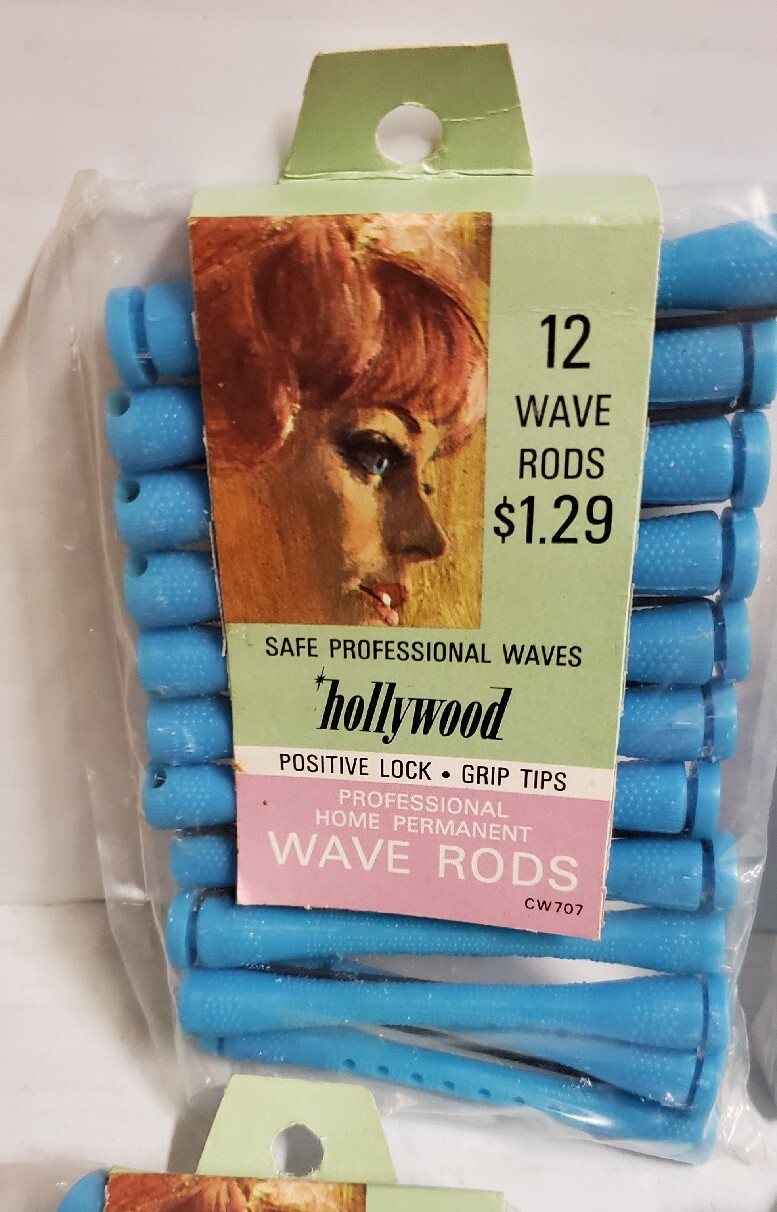 12
WAVE
RODS
$1.29
SAFE PROFESSIONAL WAVES
hollywood
POSITIVE LOCK • GRIP TIPS
PROFESSIONAL
HOME PERMANENT
WAVE RODS
CW707